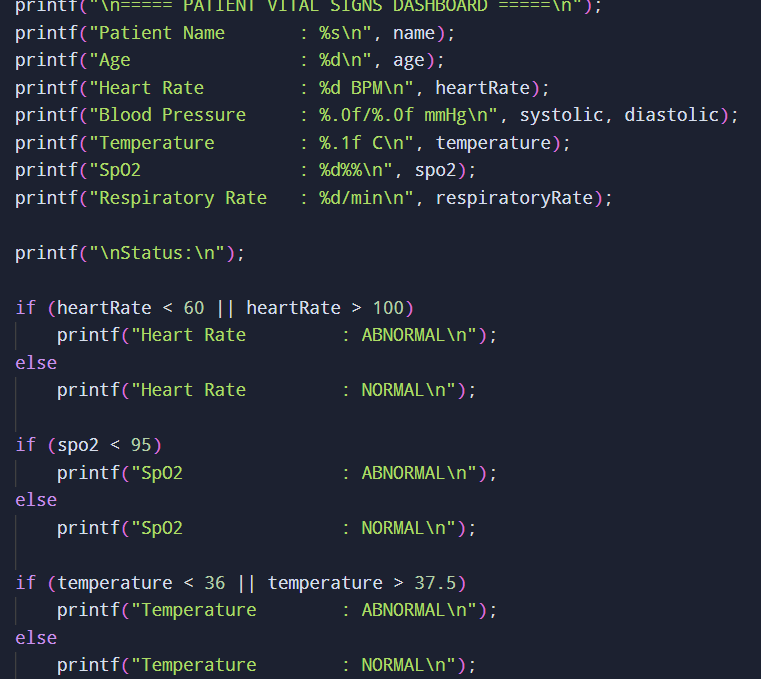 printf("\n===== PATIENT VITAL SIGNS DASHBOARD =====\n");
printf("Patient Name       : %s\n", name);
printf("Age                : %d\n", age);
printf("Heart Rate         : %d BPM\n", heartRate);
printf("Blood Pressure     : %.0f/%.0f mmHg\n", systolic, diastolic);
printf("Temperature        : %.1f C\n", temperature);
printf("SpO2               : %d%%\n", spo2);
printf("Respiratory Rate   : %d/min\n", respiratoryRate);

printf("\nStatus:\n");

if (heartRate < 60 || heartRate > 100)
    printf("Heart Rate         : ABNORMAL\n");
else
    printf("Heart Rate         : NORMAL\n");

if (spo2 < 95)
    printf("SpO2               : ABNORMAL\n");
else
    printf("SpO2               : NORMAL\n");

if (temperature < 36 || temperature > 37.5)
    printf("Temperature        : ABNORMAL\n");
else
    printf("Temperature        : NORMAL\n");